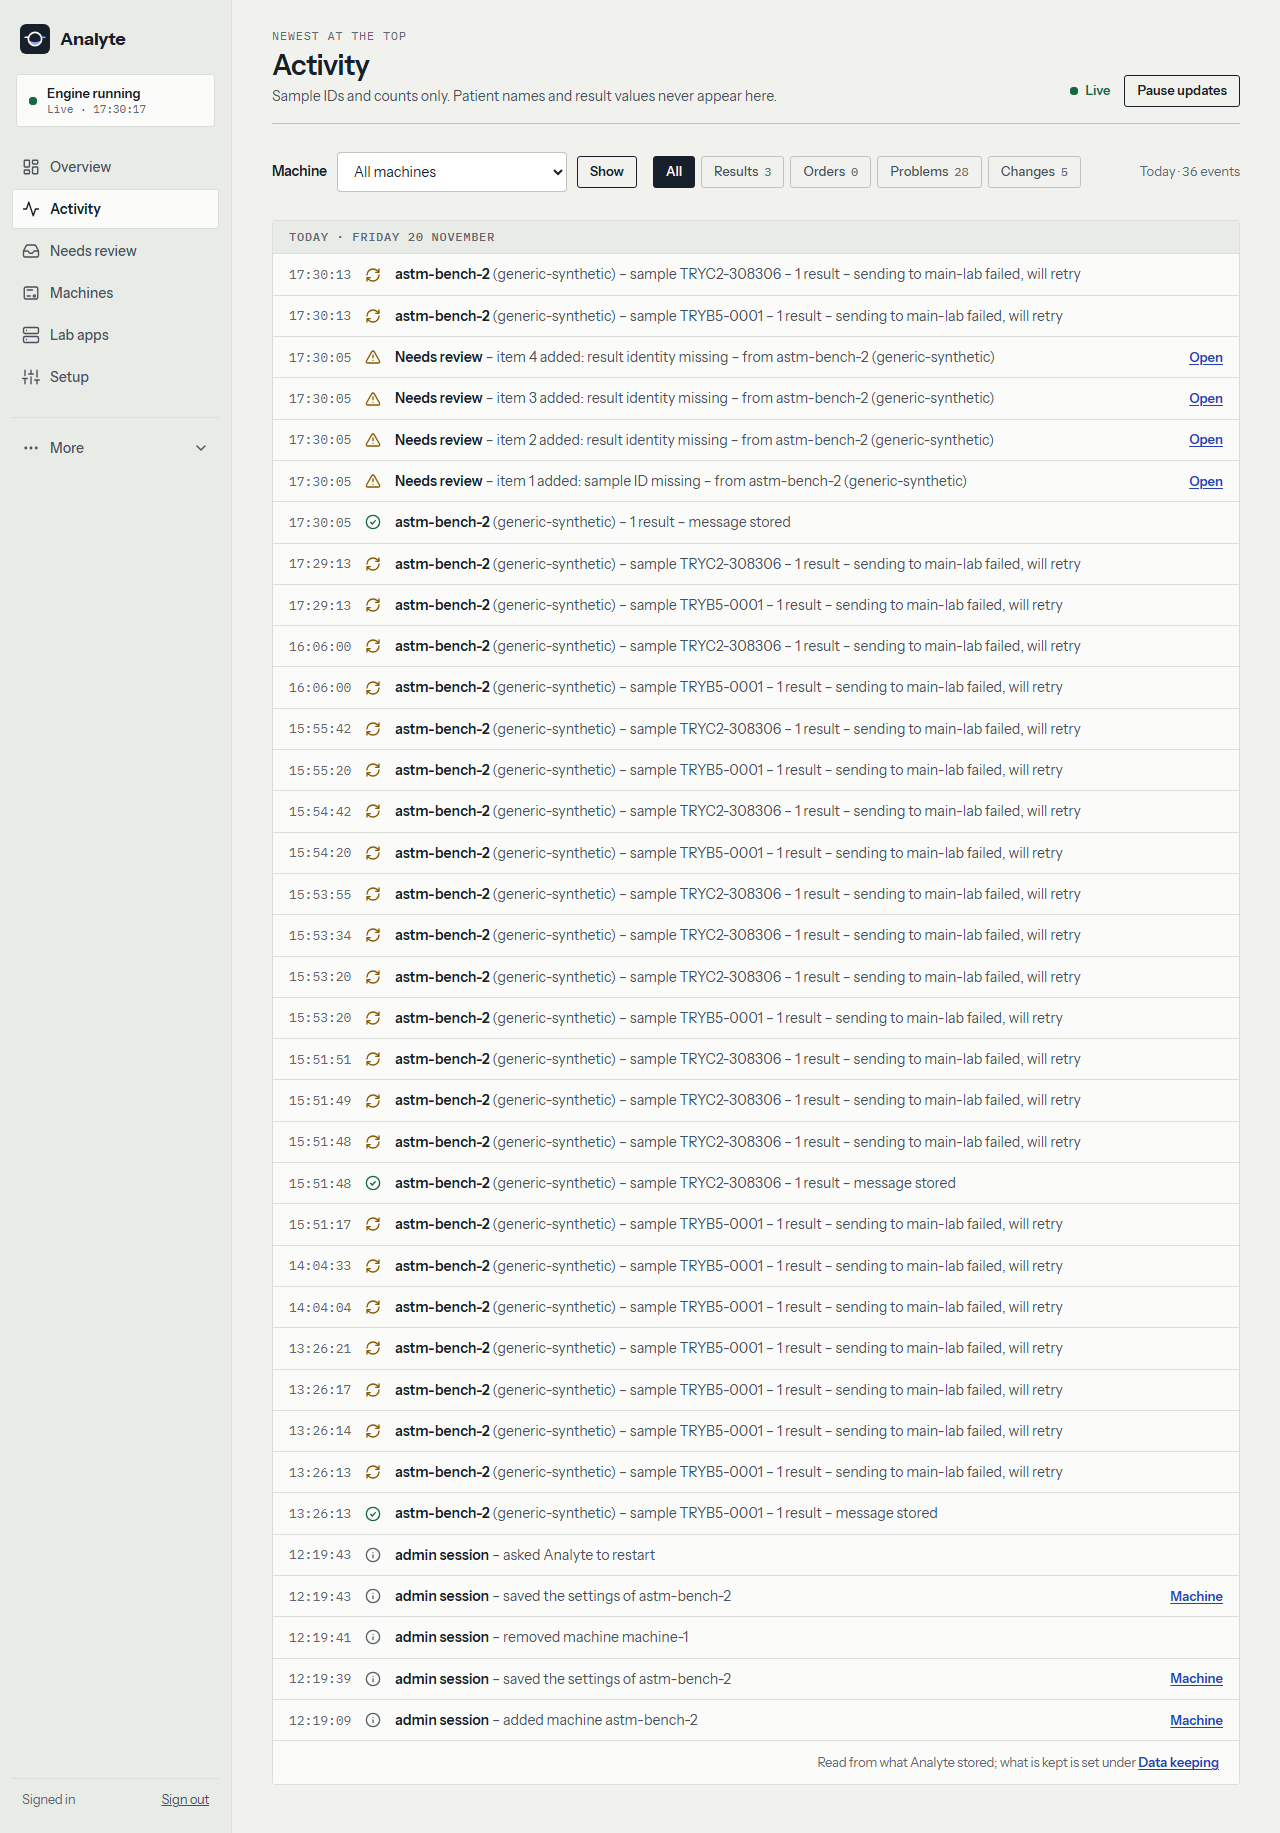 Analyte
Engine running
Live · 17:30:17
Overview
Activity
Needs review
Machines
Lab apps
Setup
More
Signed in
Sign out
NEWEST AT THE TOP
Activity
Sample IDs and counts only. Patient names and result values never appear here.
Live
Pause updates
Machine
All machines
Show
All
Results 3
Orders 0
Problems 28
Changes 5
Today · 36 events
TODAY · FRIDAY 20 NOVEMBER
17:30:13 astm-bench-2 (generic-synthetic) – sample TRYC2-308306 – 1 result – sending to main-lab failed, will retry
17:30:13 astm-bench-2 (generic-synthetic) – sample TRYB5-0001 – 1 result – sending to main-lab failed, will retry
17:30:05 Needs review – item 4 added: result identity missing – from astm-bench-2 (generic-synthetic) Open
17:30:05 Needs review – item 3 added: result identity missing – from astm-bench-2 (generic-synthetic) Open
17:30:05 Needs review – item 2 added: result identity missing – from astm-bench-2 (generic-synthetic) Open
17:30:05 Needs review – item 1 added: sample ID missing – from astm-bench-2 (generic-synthetic) Open
17:30:05 astm-bench-2 (generic-synthetic) – 1 result – message stored
17:29:13 astm-bench-2 (generic-synthetic) – sample TRYC2-308306 – 1 result – sending to main-lab failed, will retry
17:29:13 astm-bench-2 (generic-synthetic) – sample TRYB5-0001 – 1 result – sending to main-lab failed, will retry
16:06:00 astm-bench-2 (generic-synthetic) – sample TRYC2-308306 – 1 result – sending to main-lab failed, will retry
16:06:00 astm-bench-2 (generic-synthetic) – sample TRYB5-0001 – 1 result – sending to main-lab failed, will retry
15:55:42 astm-bench-2 (generic-synthetic) – sample TRYC2-308306 – 1 result – sending to main-lab failed, will retry
15:55:20 astm-bench-2 (generic-synthetic) – sample TRYB5-0001 – 1 result – sending to main-lab failed, will retry
15:54:42 astm-bench-2 (generic-synthetic) – sample TRYC2-308306 – 1 result – sending to main-lab failed, will retry
15:54:20 astm-bench-2 (generic-synthetic) – sample TRYB5-0001 – 1 result – sending to main-lab failed, will retry
15:53:55 astm-bench-2 (generic-synthetic) – sample TRYC2-308306 – 1 result – sending to main-lab failed, will retry
15:53:34 astm-bench-2 (generic-synthetic) – sample TRYC2-308306 – 1 result – sending to main-lab failed, will retry
15:53:20 astm-bench-2 (generic-synthetic) – sample TRYC2-308306 – 1 result – sending to main-lab failed, will retry
15:53:20 astm-bench-2 (generic-synthetic) – sample TRYB5-0001 – 1 result – sending to main-lab failed, will retry
15:51:51 astm-bench-2 (generic-synthetic) – sample TRYC2-308306 – 1 result – sending to main-lab failed, will retry
15:51:49 astm-bench-2 (generic-synthetic) – sample TRYC2-308306 – 1 result – sending to main-lab failed, will retry
15:51:48 astm-bench-2 (generic-synthetic) – sample TRYC2-308306 – 1 result – sending to main-lab failed, will retry
15:51:48 astm-bench-2 (generic-synthetic) – sample TRYC2-308306 – 1 result – message stored
15:51:17 astm-bench-2 (generic-synthetic) – sample TRYB5-0001 – 1 result – sending to main-lab failed, will retry
14:04:33 astm-bench-2 (generic-synthetic) – sample TRYB5-0001 – 1 result – sending to main-lab failed, will retry
14:04:04 astm-bench-2 (generic-synthetic) – sample TRYB5-0001 – 1 result – sending to main-lab failed, will retry
13:26:21 astm-bench-2 (generic-synthetic) – sample TRYB5-0001 – 1 result – sending to main-lab failed, will retry
13:26:17 astm-bench-2 (generic-synthetic) – sample TRYB5-0001 – 1 result – sending to main-lab failed, will retry
13:26:14 astm-bench-2 (generic-synthetic) – sample TRYB5-0001 – 1 result – sending to main-lab failed, will retry
13:26:13 astm-bench-2 (generic-synthetic) – sample TRYB5-0001 – 1 result – sending to main-lab failed, will retry
13:26:13 astm-bench-2 (generic-synthetic) – sample TRYB5-0001 – 1 result – message stored
12:19:43 admin session – asked Analyte to restart
12:19:43 admin session – saved the settings of astm-bench-2 Machine
12:19:41 admin session – removed machine machine-1
12:19:39 admin session – saved the settings of astm-bench-2 Machine
12:19:09 admin session – added machine astm-bench-2 Machine
Read from what Analyte stored; what is kept is set under Data keeping